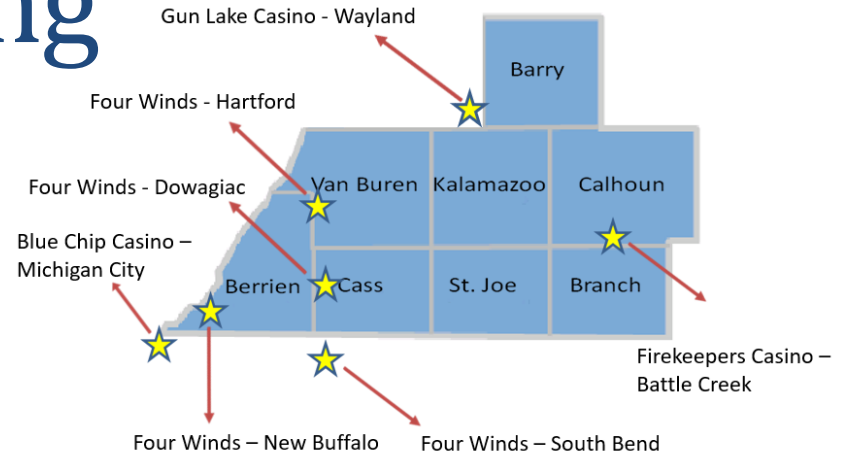 ng
Gun Lake Casino - Wayland
Barry
Four Winds - Hartford
Four Winds - Dowagiac
Van Buren
Kalamazoo
Calhoun
Blue Chip Casino –
Michigan City
Berrien
Cass
St. Joe
Branch
Firekeepers Casino –
Battle Creek
Four Winds – New Buffalo
Four Winds – South Bend